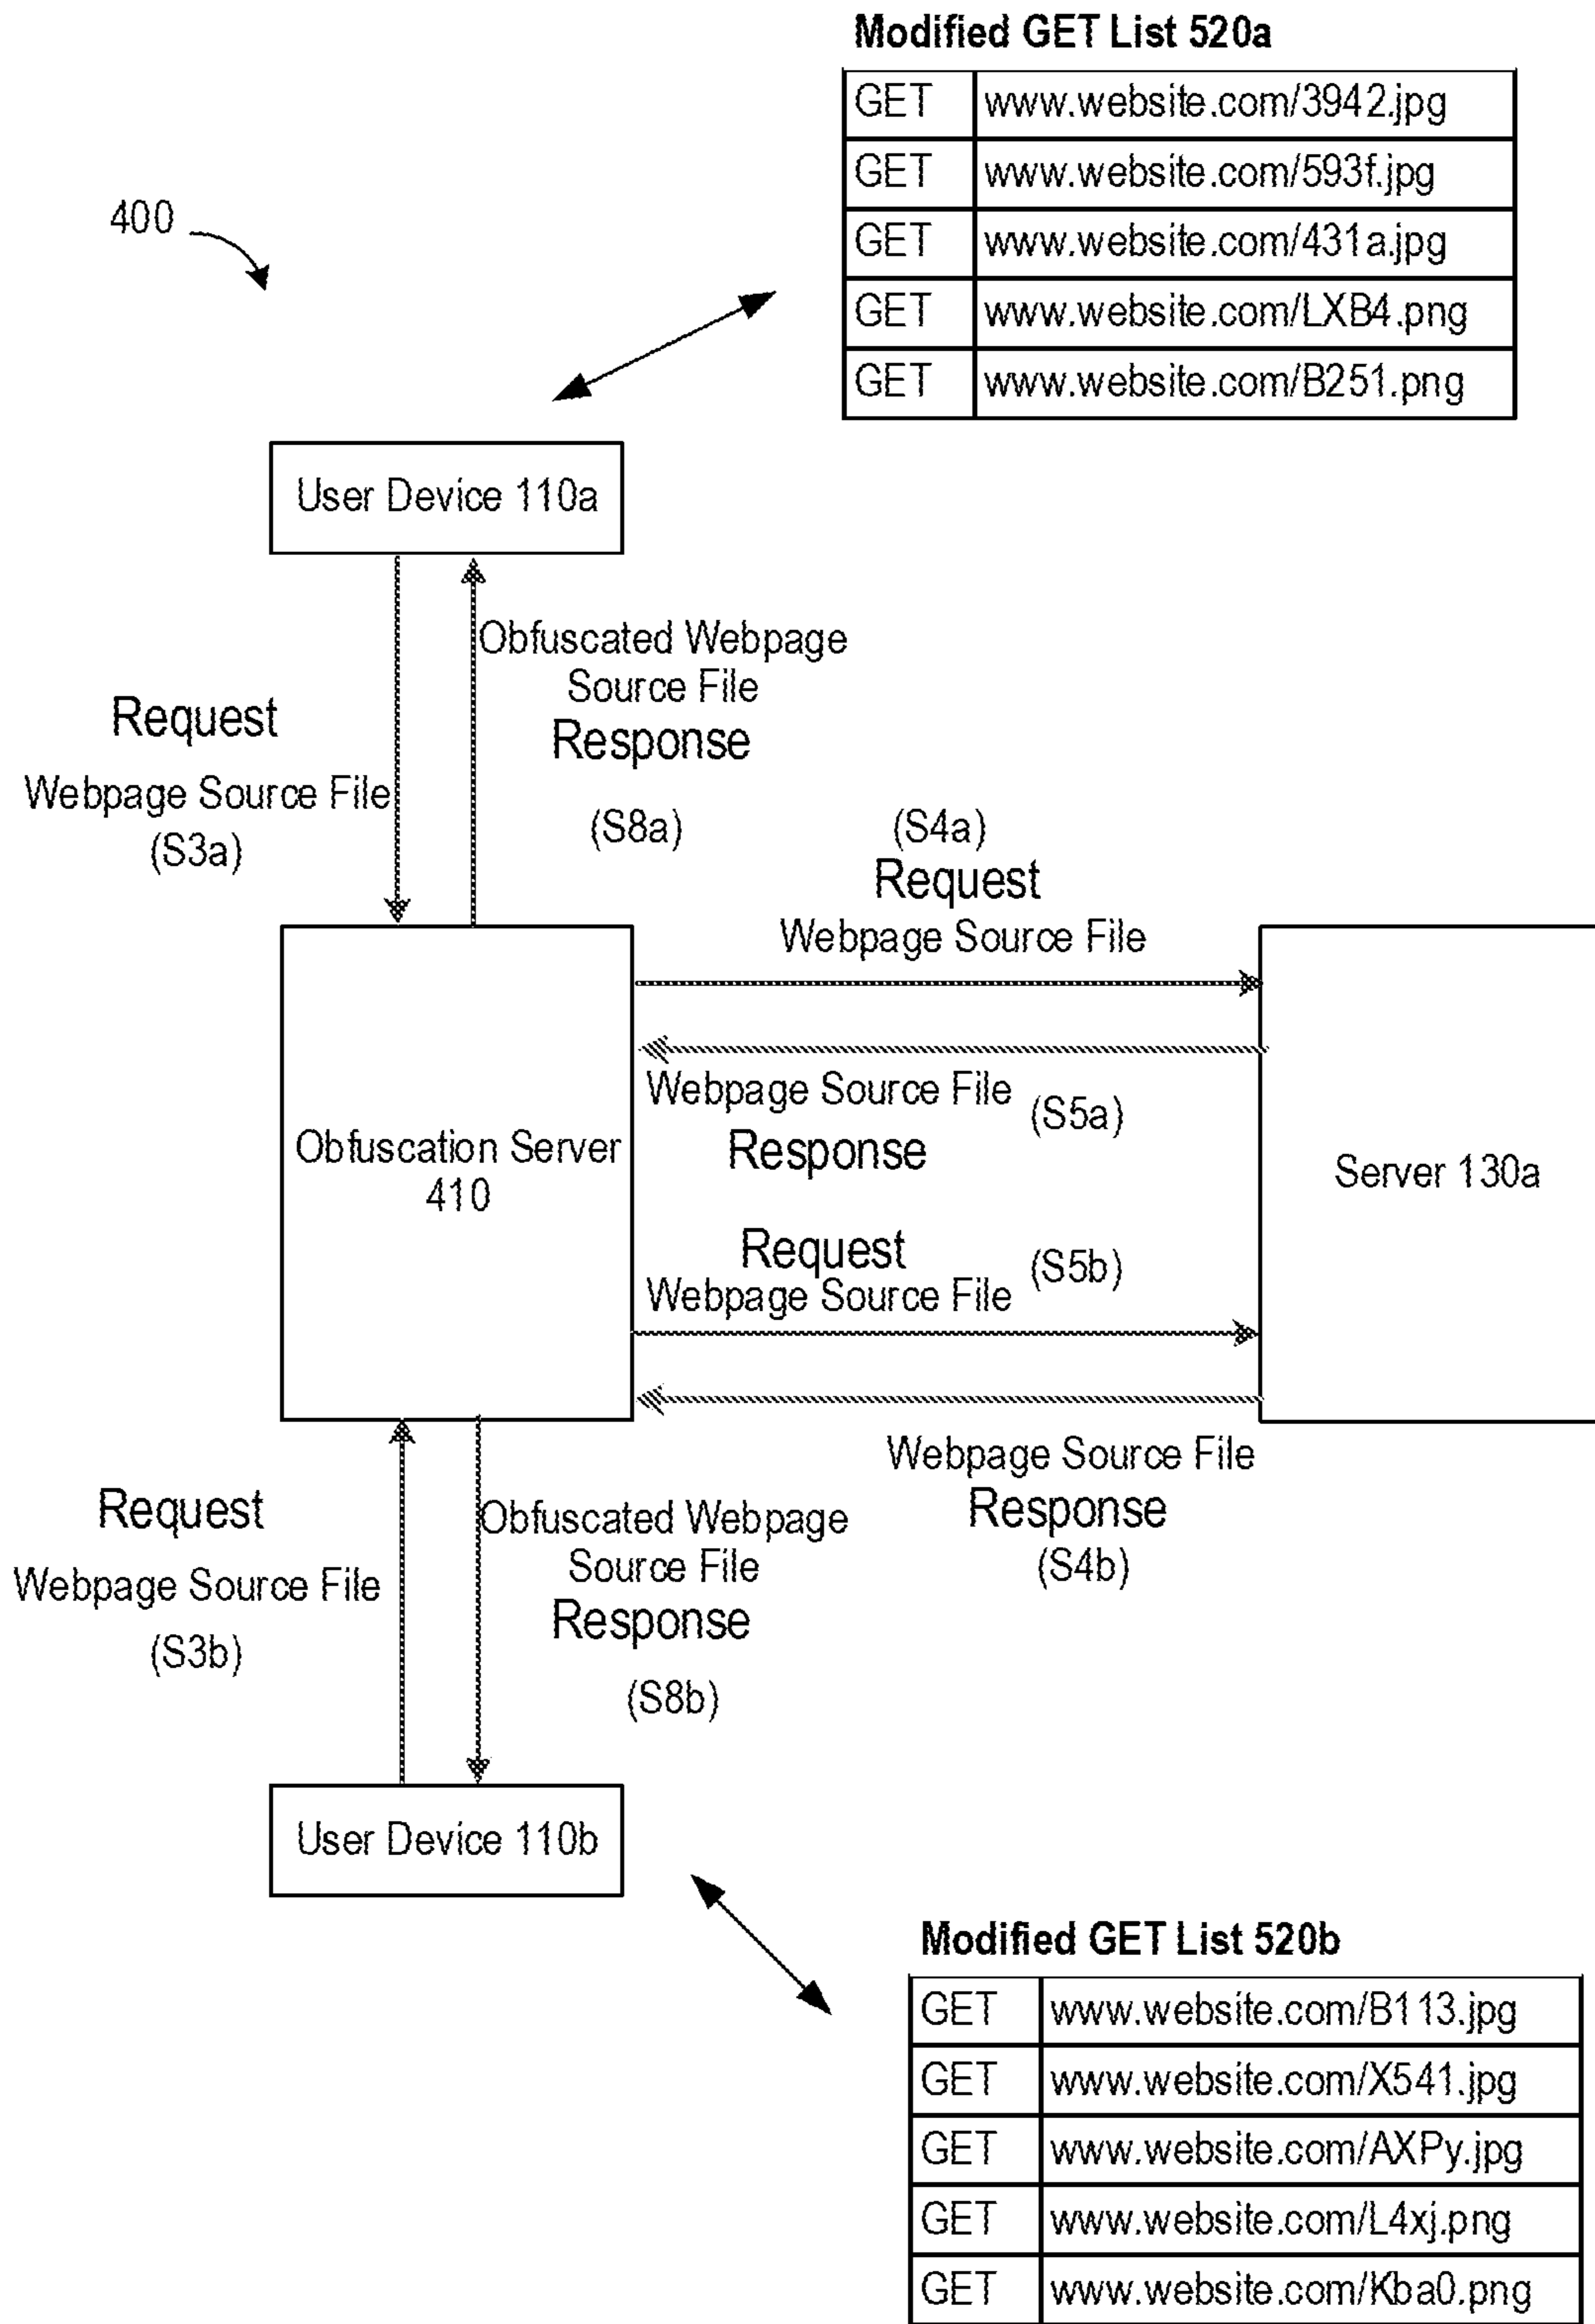 Modified GET List 520a
GET www.website.com/3942.jpg
GET www.website.com/593f.jpg
GET www.website.com/431a.jpg
GET www.website.com/LXB4.png
GET www.website.com/B251.png
400
User Device 110a
Obfuscated Webpage
Source File
Response
(S8a)
Request
Webpage Source File
(S3a)
(S4a)
Request
Webpage Source File
Obfuscation Server
410
Webpage Source File
(S5a)
Response
Server 130a
Request
(S5b)
Webpage Source File
Webpage Source File
Response
(S4b)
Request
Webpage Source File
(S3b)
Obfuscated Webpage
Source File
Response
(S8b)
User Device 110b
Modified GET List 520b
GET www.website.com/B113.jpg
GET www.website.com/X541.jpg
GET www.website.com/AXPy.jpg
GET www.website.com/L4xj.png
GET www.website.com/Kba0.png